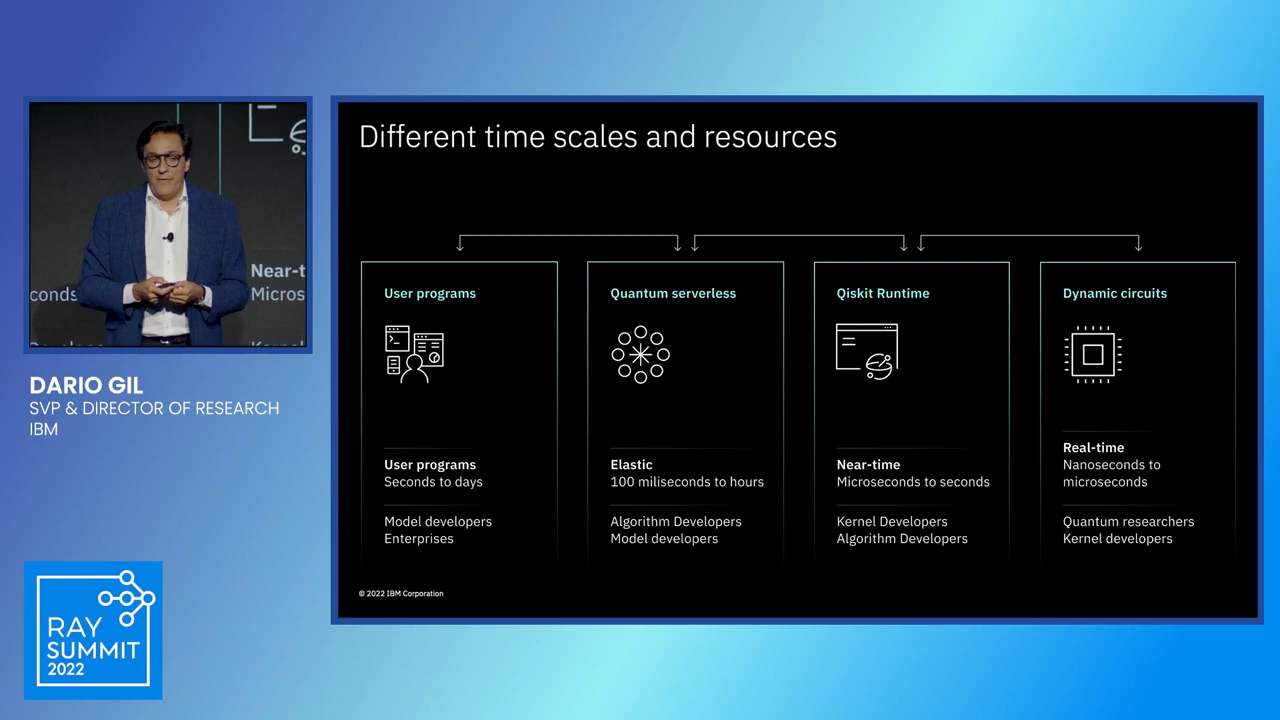 Different time scales and resources
User programs
Seconds to days
Model developers
Enterprises
User programs
Quantum serverless
Elastic
100 miliseconds to hours
Algorithm Developers
Model developers
Qiskit Runtime
Near-time
Microseconds to seconds
Kernel Developers
Algorithm Developers
Dynamic circuits
Real-time
Nanoseconds to
microseconds
Quantum researchers
Kernel developers
© 2022 IBM Corporation
Near-t
conds
Micros
DARIO GIL
SVP & DIRECTOR OF RESEARCH
IBM
RAY
SUMMIT
2022